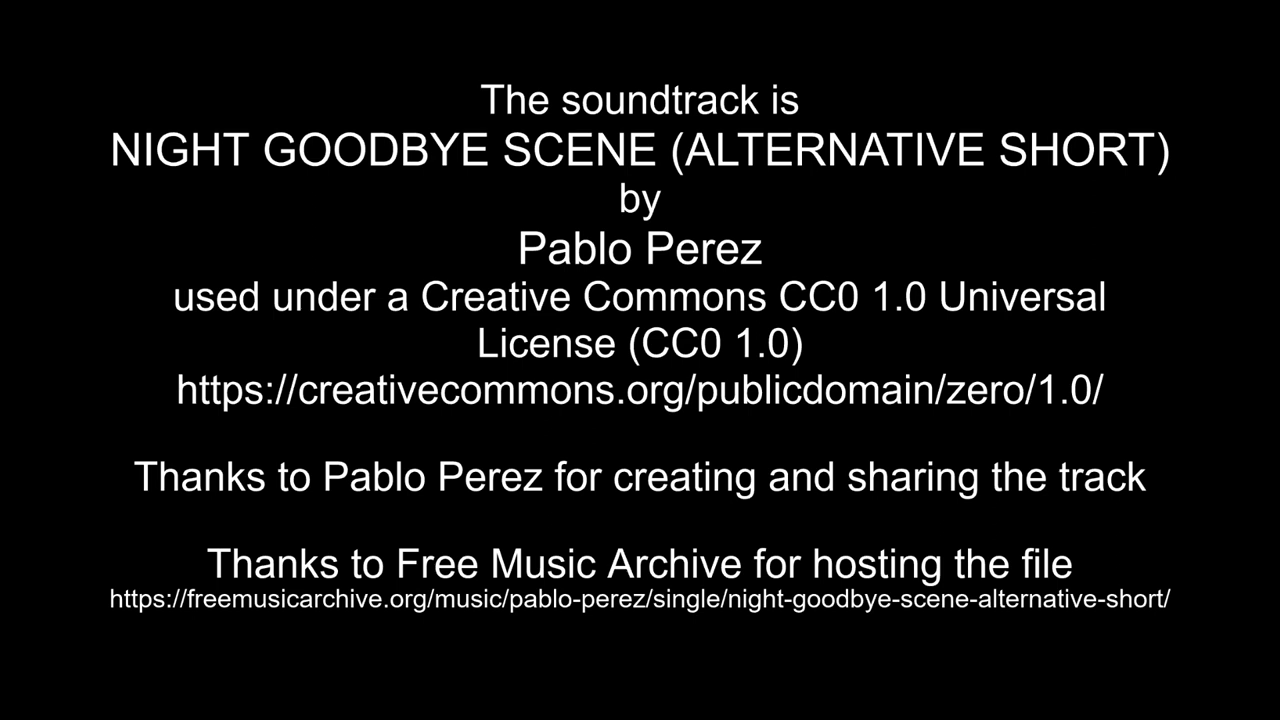 The soundtrack is
NIGHT GOODBYE SCENE (ALTERNATIVE SHORT)
by
Pablo Perez
used under a Creative Commons CC0 1.0 Universal
License (CC0 1.0)
https://creativecommons.org/publicdomain/zero/1.0/
Thanks to Pablo Perez for creating and sharing the track
Thanks to Free Music Archive for hosting the file
https://freemusicarchive.org/music/pablo-perez/single/night-goodbye-scene-alternative-short/